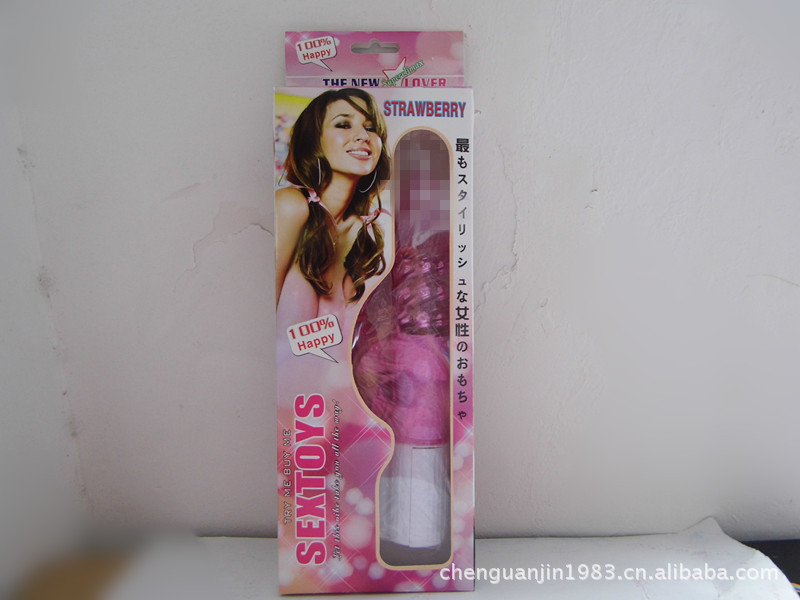 100%
Happy
THE NEW LOVER
STRAWBERRY
最もスタイリッシュな女性のおもちゃ
100%
Happy
TRY ME BUY ME
SEXTOYS
chenguanjin1983.cn.alibaba.com